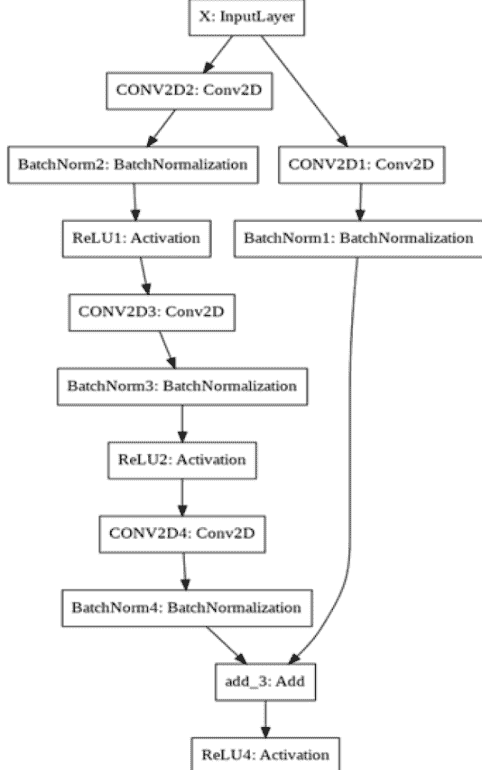 X: InputLayer
CONV2D2: Conv2D
BatchNorm2: BatchNormalization
CONV2D1: Conv2D
ReLU1: Activation
BatchNorm1: BatchNormalization
CONV2D3: Conv2D
BatchNorm3: BatchNormalization
ReLU2: Activation
CONV2D4: Conv2D
BatchNorm4: BatchNormalization
add_3: Add
ReLU4: Activation